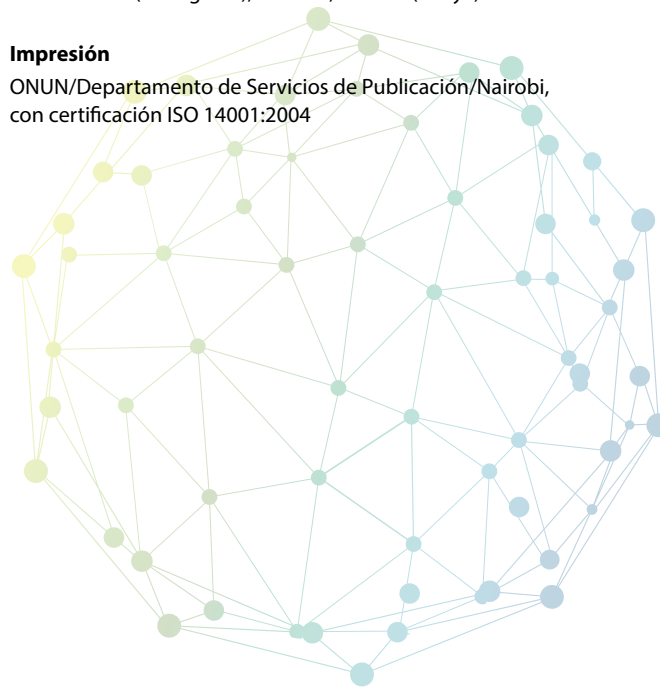 Impresión
ONUN/Departamento de Servicios de Publicación/Nairobi,
con certificación ISO 14001:2004